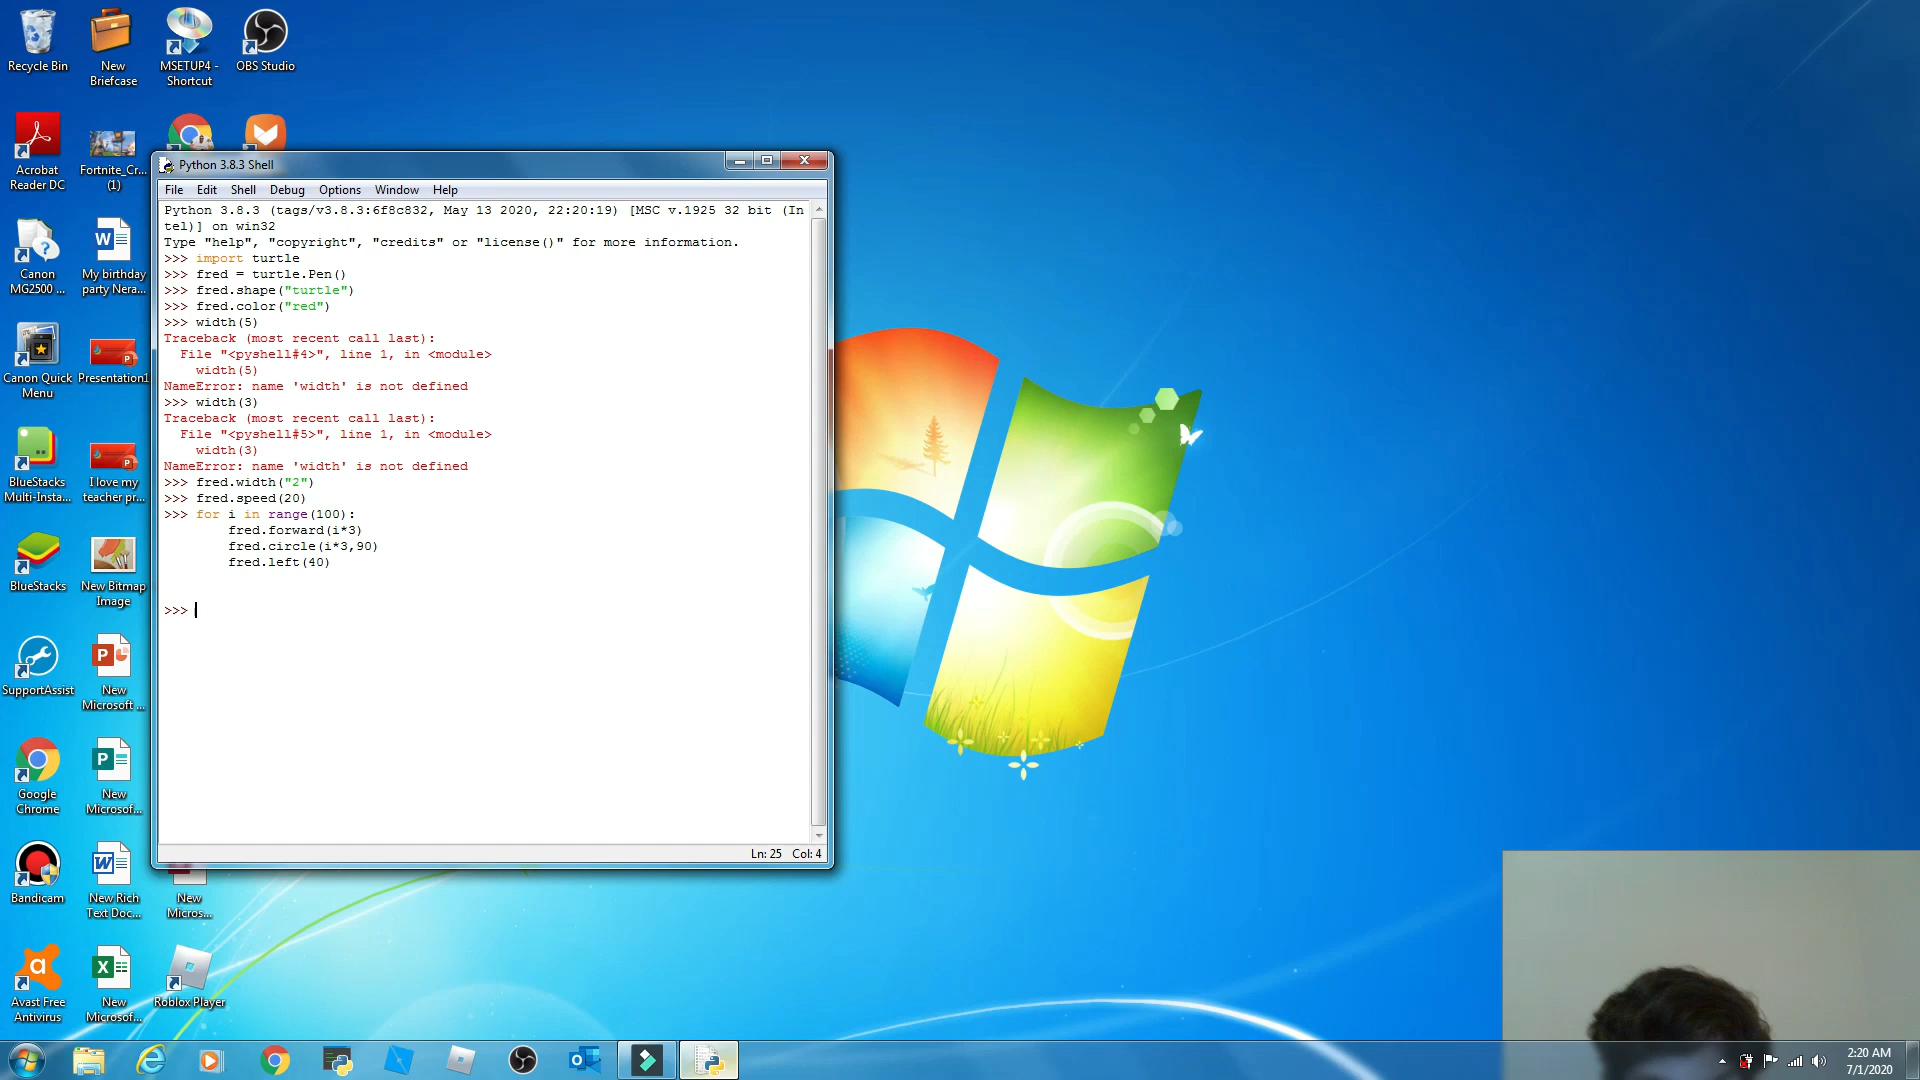 Recycle Bin
New
Briefcase
MSETUP4 -
Shortcut
OBS Studio
Acrobat
Reader DC
Fortnite_Cr...
(1)
Canon
MG2500 ...
My birthday
party Nera...
Canon Quick
Menu
Presentation1
BlueStacks
Multi-Insta...
I love my
teacher pr...
BlueStacks
New Bitmap
Image
SupportAssist
New
Microsoft ...
Google
Chrome
New
Microsof...
Bandicam
New Rich
Text Doc...
New
Micros...
Avast Free
Antivirus
New
Microsof...
Roblox Player
Python 3.8.3 Shell
File Edit Shell Debug Options Window Help
Python 3.8.3 (tags/v3.8.3:6f8c832, May 13 2020, 22:20:19) [MSC v.1925 32 bit (In
tel)] on win32
Type "help", "copyright", "credits" or "license()" for more information.
>>> import turtle
>>> fred = turtle.Pen()
>>> fred.shape("turtle")
>>> fred.color("red")
>>> width(5)
Traceback (most recent call last):
  File "<pyshell#4>", line 1, in <module>
    width(5)
NameError: name 'width' is not defined
>>> width(3)
Traceback (most recent call last):
  File "<pyshell#5>", line 1, in <module>
    width(3)
NameError: name 'width' is not defined
>>> fred.width("2")
>>> fred.speed(20)
>>> for i in range(100):
        fred.forward(i*3)
        fred.circle(i*3,90)
        fred.left(40)
>>>
Ln: 25 Col: 4
2:20 AM
7/1/2020